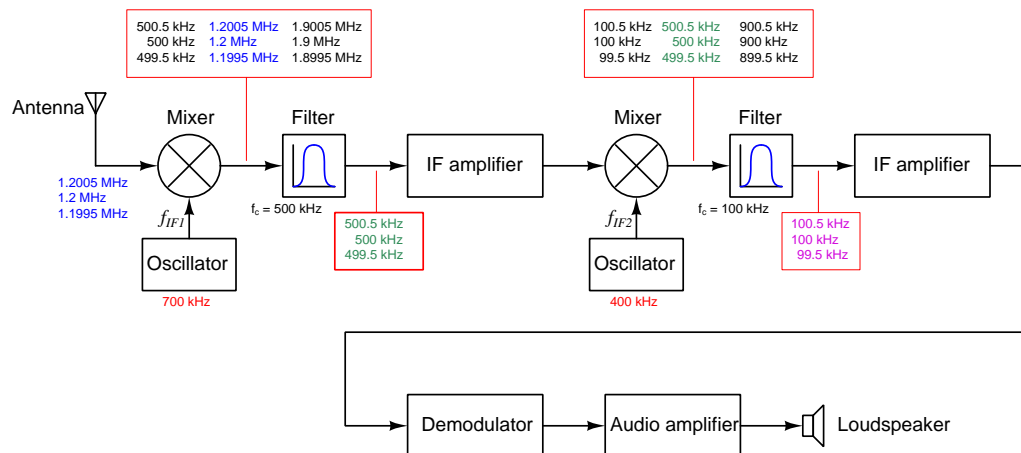 500.5 kHz 1.2005 MHz 1.9005 MHz
500 kHz 1.2 MHz 1.9 MHz
499.5 kHz 1.1995 MHz 1.8995 MHz
100.5 kHz 500.5 kHz 900.5 kHz
100 kHz 500 kHz 900 kHz
99.5 kHz 499.5 kHz 899.5 kHz
Antenna
Mixer
Filter
IF amplifier
Mixer
Filter
IF amplifier
1.2005 MHz
1.2 MHz
1.1995 MHz
fIF1
fc = 500 kHz
500.5 kHz
500 kHz
499.5 kHz
fIF2
fc = 100 kHz
100.5 kHz
100 kHz
99.5 kHz
Oscillator
700 kHz
Oscillator
400 kHz
Demodulator
Audio amplifier
Loudspeaker